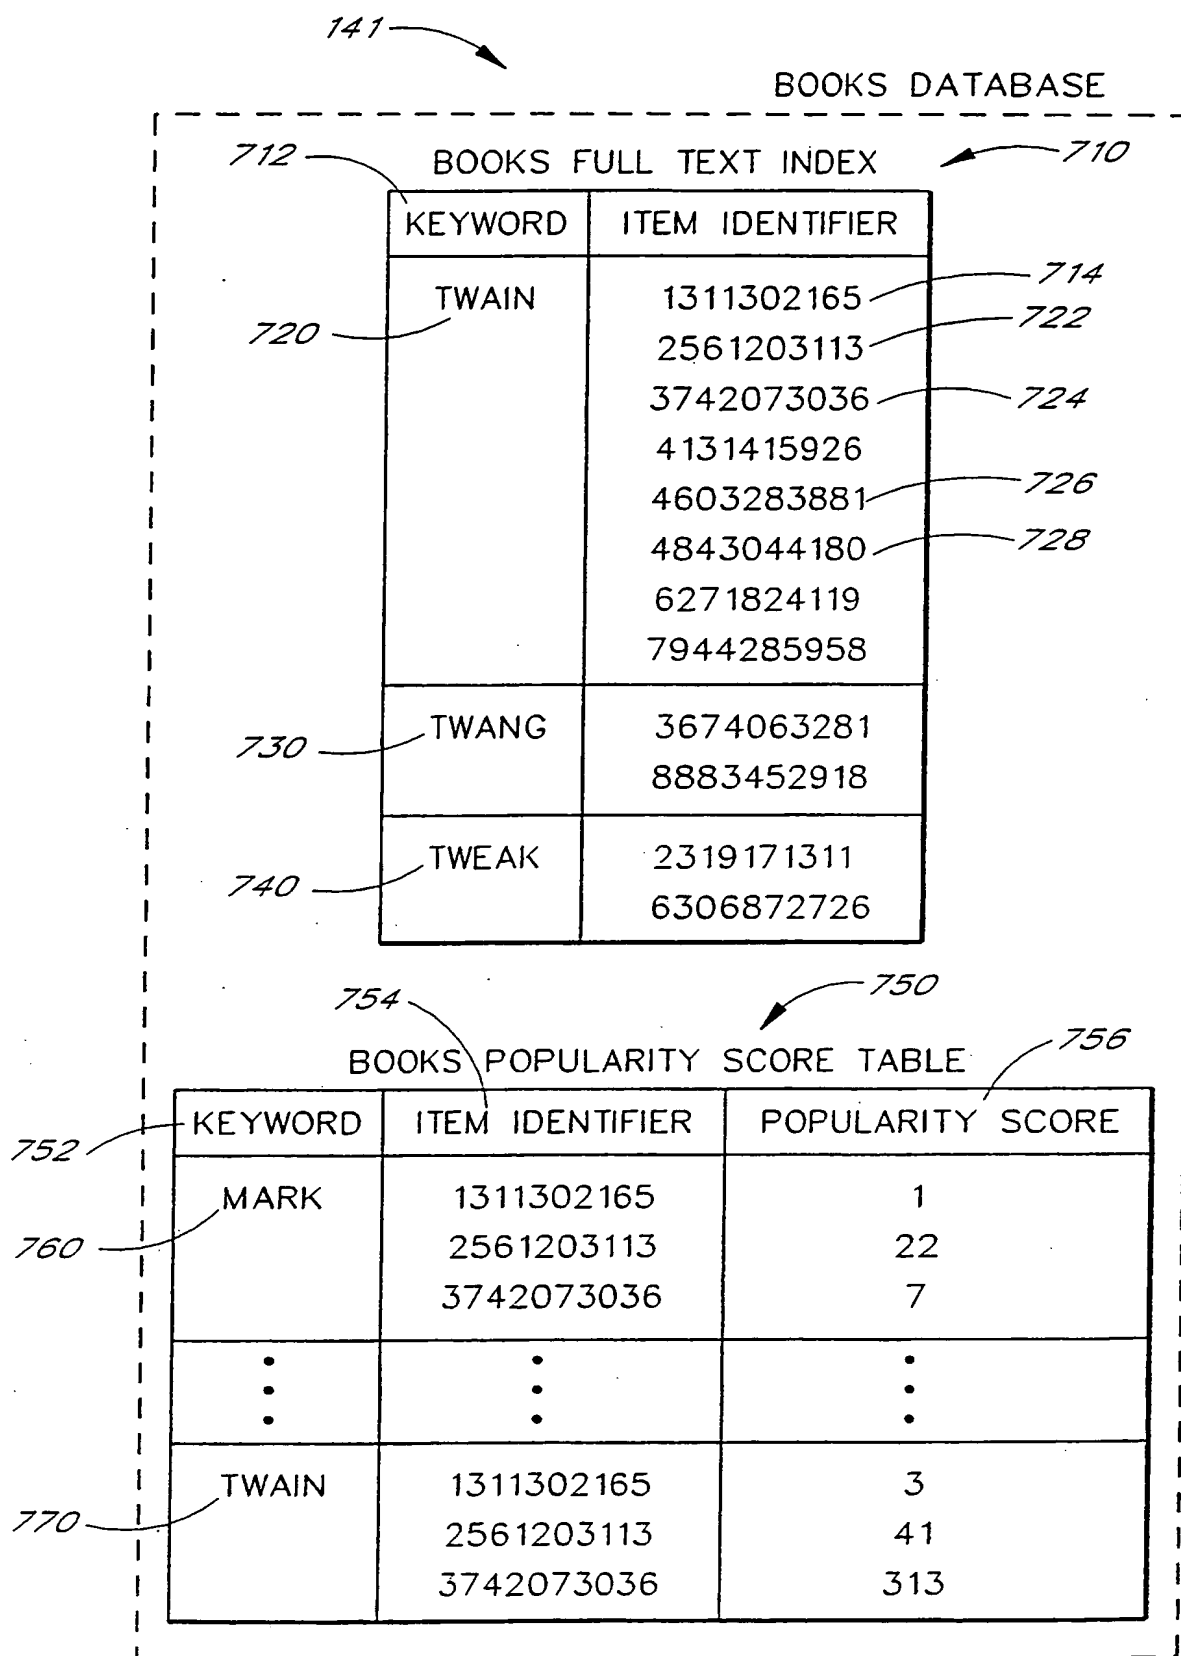 141
BOOKS DATABASE
712 BOOKS FULL TEXT INDEX 710
KEYWORD ITEM IDENTIFIER
TWAIN 1311302165 714
720 2561203113 722
3742073036 724
4131415926
4603283881 726
4843044180 728
6271824119
7944285958
TWANG 3674063281
730 8883452918
TWEAK 2319171311
740 6306872726
754 750
BOOKS POPULARITY SCORE TABLE 756
KEYWORD ITEM IDENTIFIER POPULARITY SCORE
752
MARK 1311302165 1
760 2561203113 22
3742073036 7
TWAIN 1311302165 3
770 2561203113 41
3742073036 313